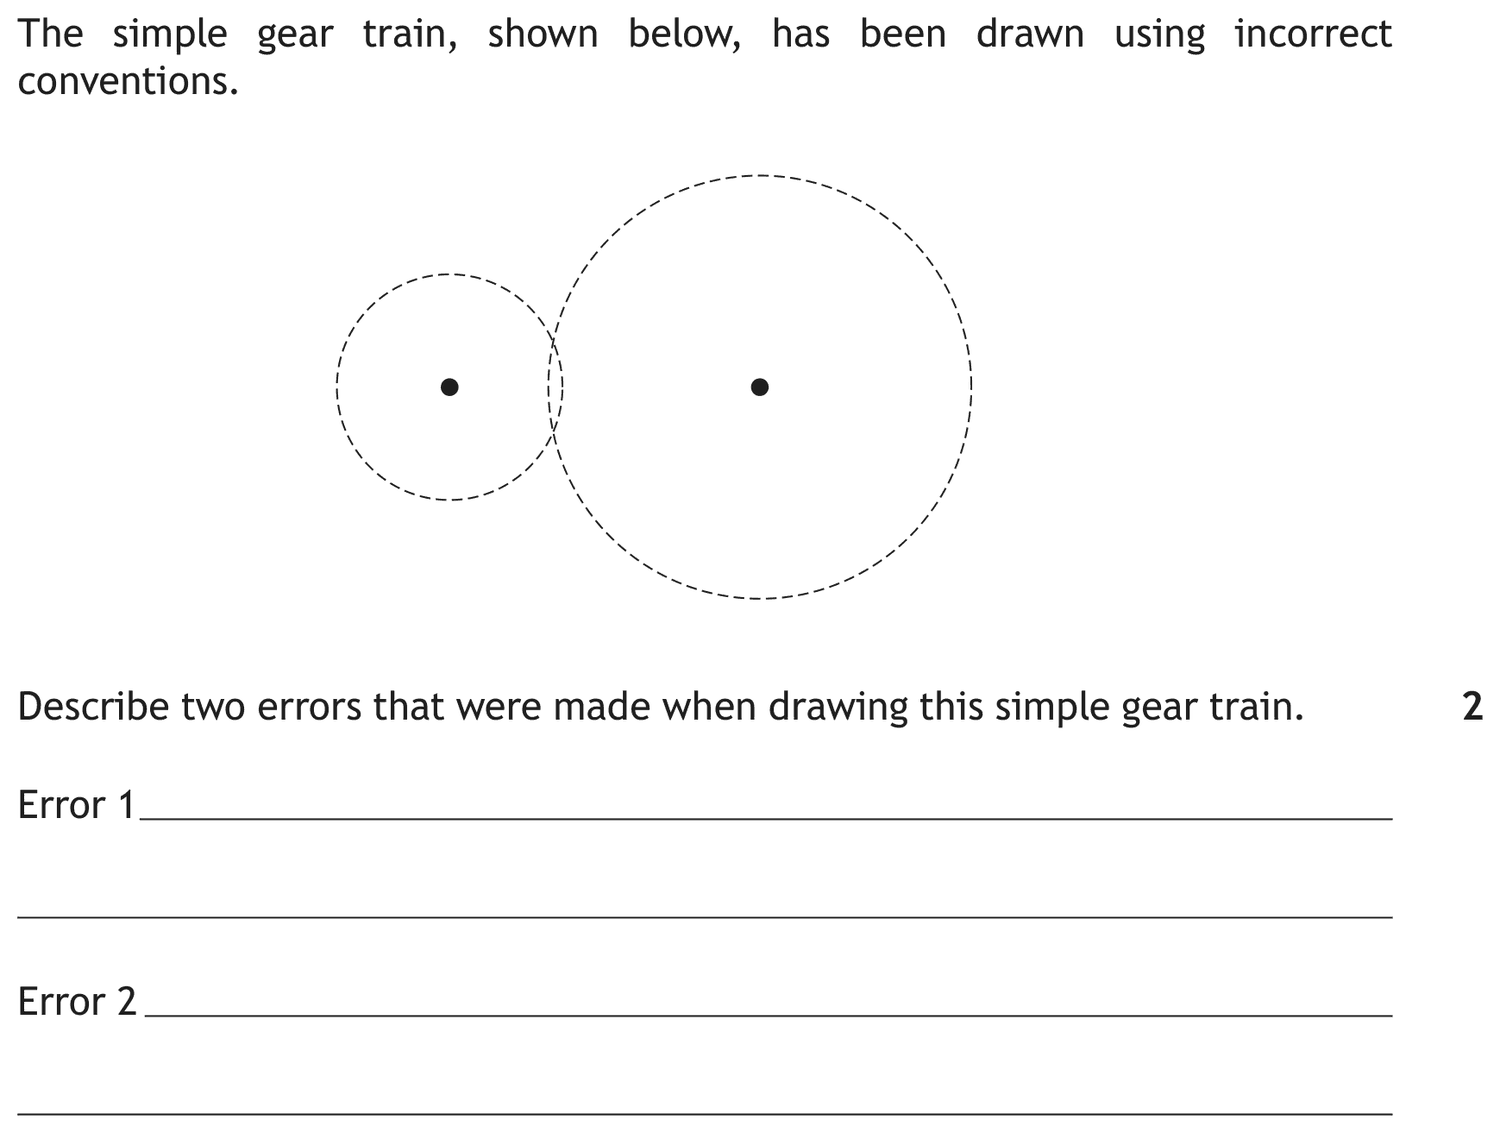 The simple gear train, shown below, has been drawn using incorrect
conventions.
Describe two errors that were made when drawing this simple gear train. 2
Error 1
Error 2